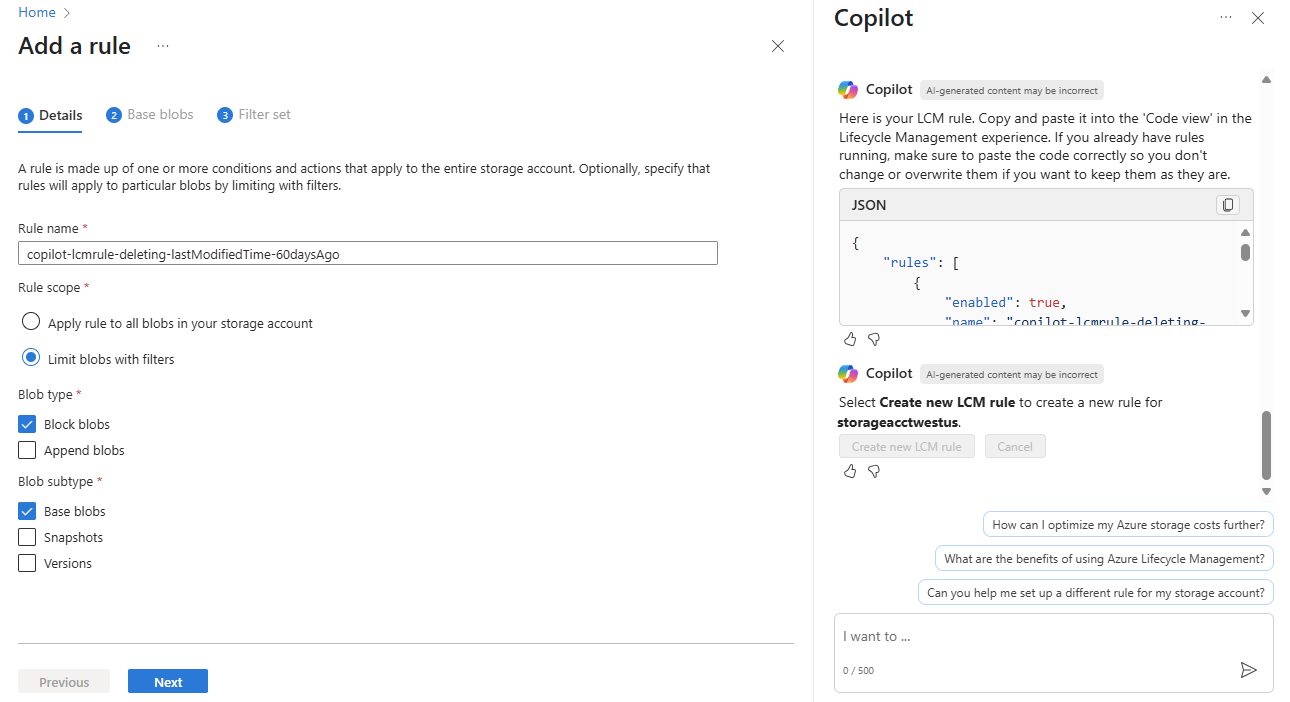 Home
Add a rule
1 Details 2 Base blobs 3 Filter set
A rule is made up of one or more conditions and actions that apply to the entire storage account. Optionally, specify that
rules will apply to particular blobs by limiting with filters.
Rule name *
copilot-lcmrule-deleting-lastModifiedTime-60daysAgo
Rule scope *
Apply rule to all blobs in your storage account
Limit blobs with filters
Blob type *
Block blobs
Append blobs
Blob subtype *
Base blobs
Snapshots
Versions
Previous Next
Copilot
Copilot AI-generated content may be incorrect
Here is your LCM rule. Copy and paste it into the 'Code view' in the
Lifecycle Management experience. If you already have rules
running, make sure to paste the code correctly so you don't
change or overwrite them if you want to keep them as they are.
JSON
{
"rules": [
{
"enabled": true,
"name": "copilot-lcmrule-deleting-
Copilot AI-generated content may be incorrect
Select Create new LCM rule to create a new rule for
storageacctwestus.
Create new LCM rule Cancel
How can I optimize my Azure storage costs further?
What are the benefits of using Azure Lifecycle Management?
Can you help me set up a different rule for my storage account?
I want to ...
0 / 500